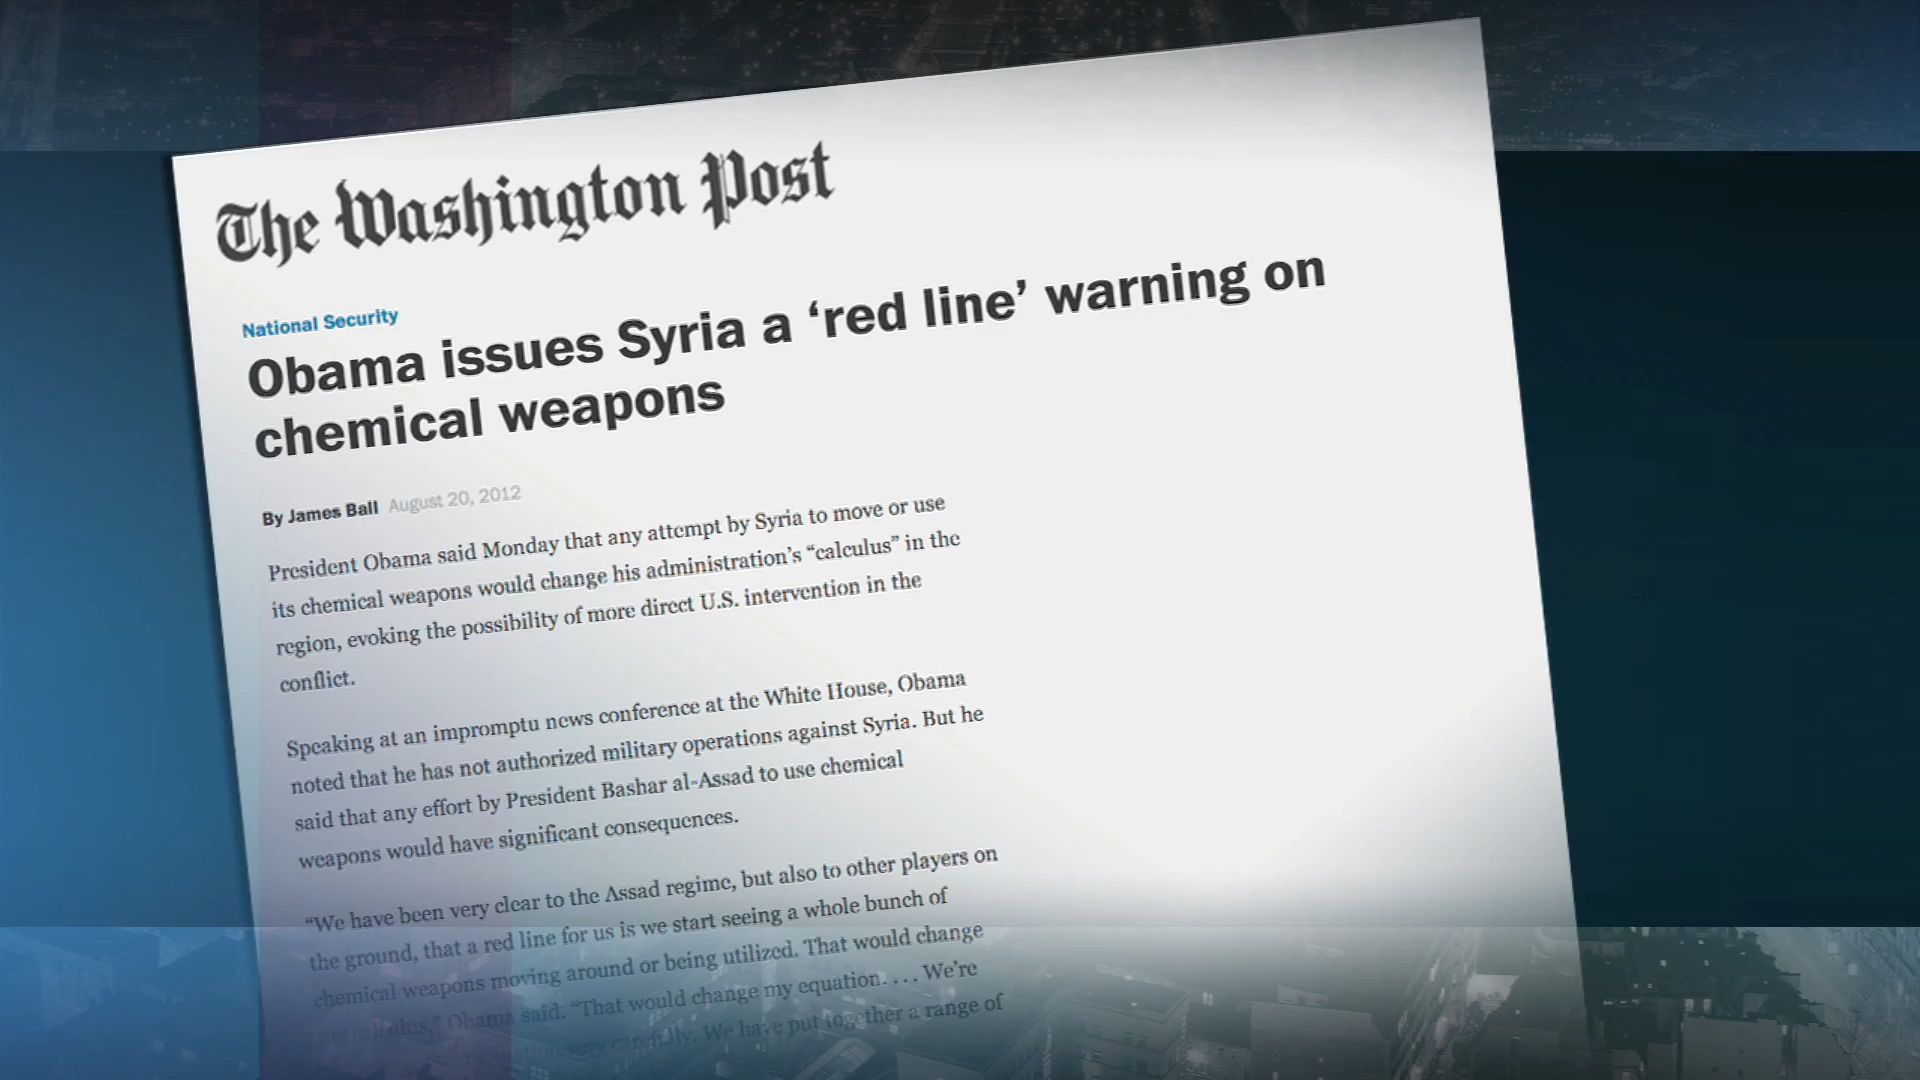 The Washington Post
National Security
Obama issues Syria a ‘red line’ warning on
chemical weapons
By James Ball August 20, 2012
President Obama said Monday that any attempt by Syria to move or use
its chemical weapons would change his administration’s “calculus” in the
region, evoking the possibility of more direct U.S. intervention in the
conflict.
Speaking at an impromptu news conference at the White House, Obama
noted that he has not authorized military operations against Syria. But he
said that any effort by President Bashar al-Assad to use chemical
weapons would have significant consequences.
“We have been very clear to the Assad regime, but also to other players on
the ground, that a red line for us is we start seeing a whole bunch of
chemical weapons moving around or being utilized. That would change
my calculus,” Obama said. “That would change my equation. . . . We’re
very carefully. We have put together a range of